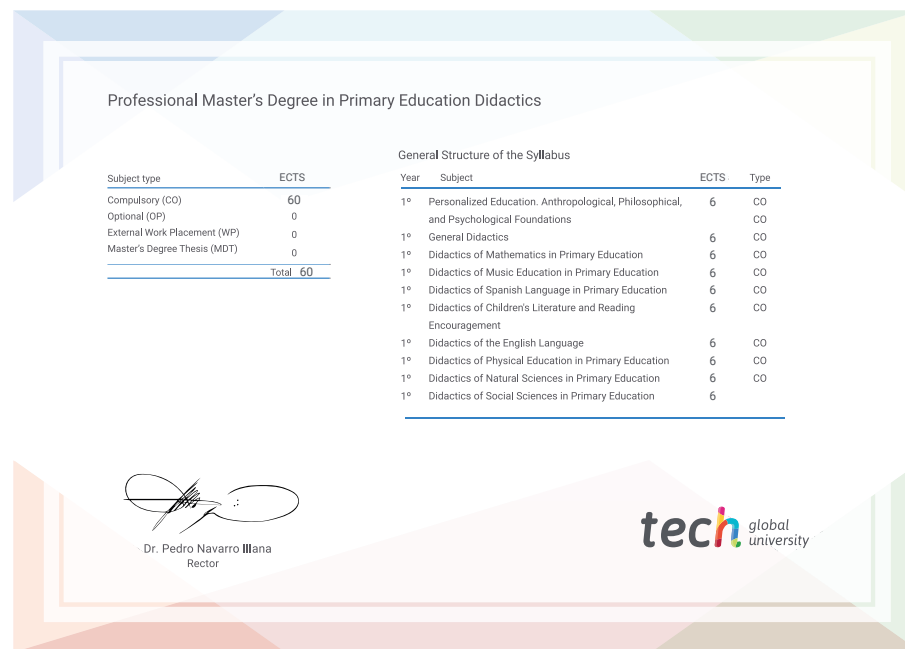 Professional Master's Degree in Primary Education Didactics
General Structure of the Syllabus
Subject type ECTS
Compulsory (CO) 60
Optional (OP) 0
External Work Placement (WP) 0
Master's Degree Thesis (MDT) 0
Total 60
Year Subject ECTS Type
1º Personalized Education. Anthropological, Philosophical, 6 CO
and Psychological Foundations CO
1º General Didactics 6 CO
1º Didactics of Mathematics in Primary Education 6 CO
1º Didactics of Music Education in Primary Education 6 CO
1º Didactics of Spanish Language in Primary Education 6 CO
1º Didactics of Children's Literature and Reading 6 CO
Encouragement
1º Didactics of the English Language 6 CO
1º Didactics of Physical Education in Primary Education 6 CO
1º Didactics of Natural Sciences in Primary Education 6 CO
1º Didactics of Social Sciences in Primary Education 6
Dr. Pedro Navarro Illana
Rector
tech global
university